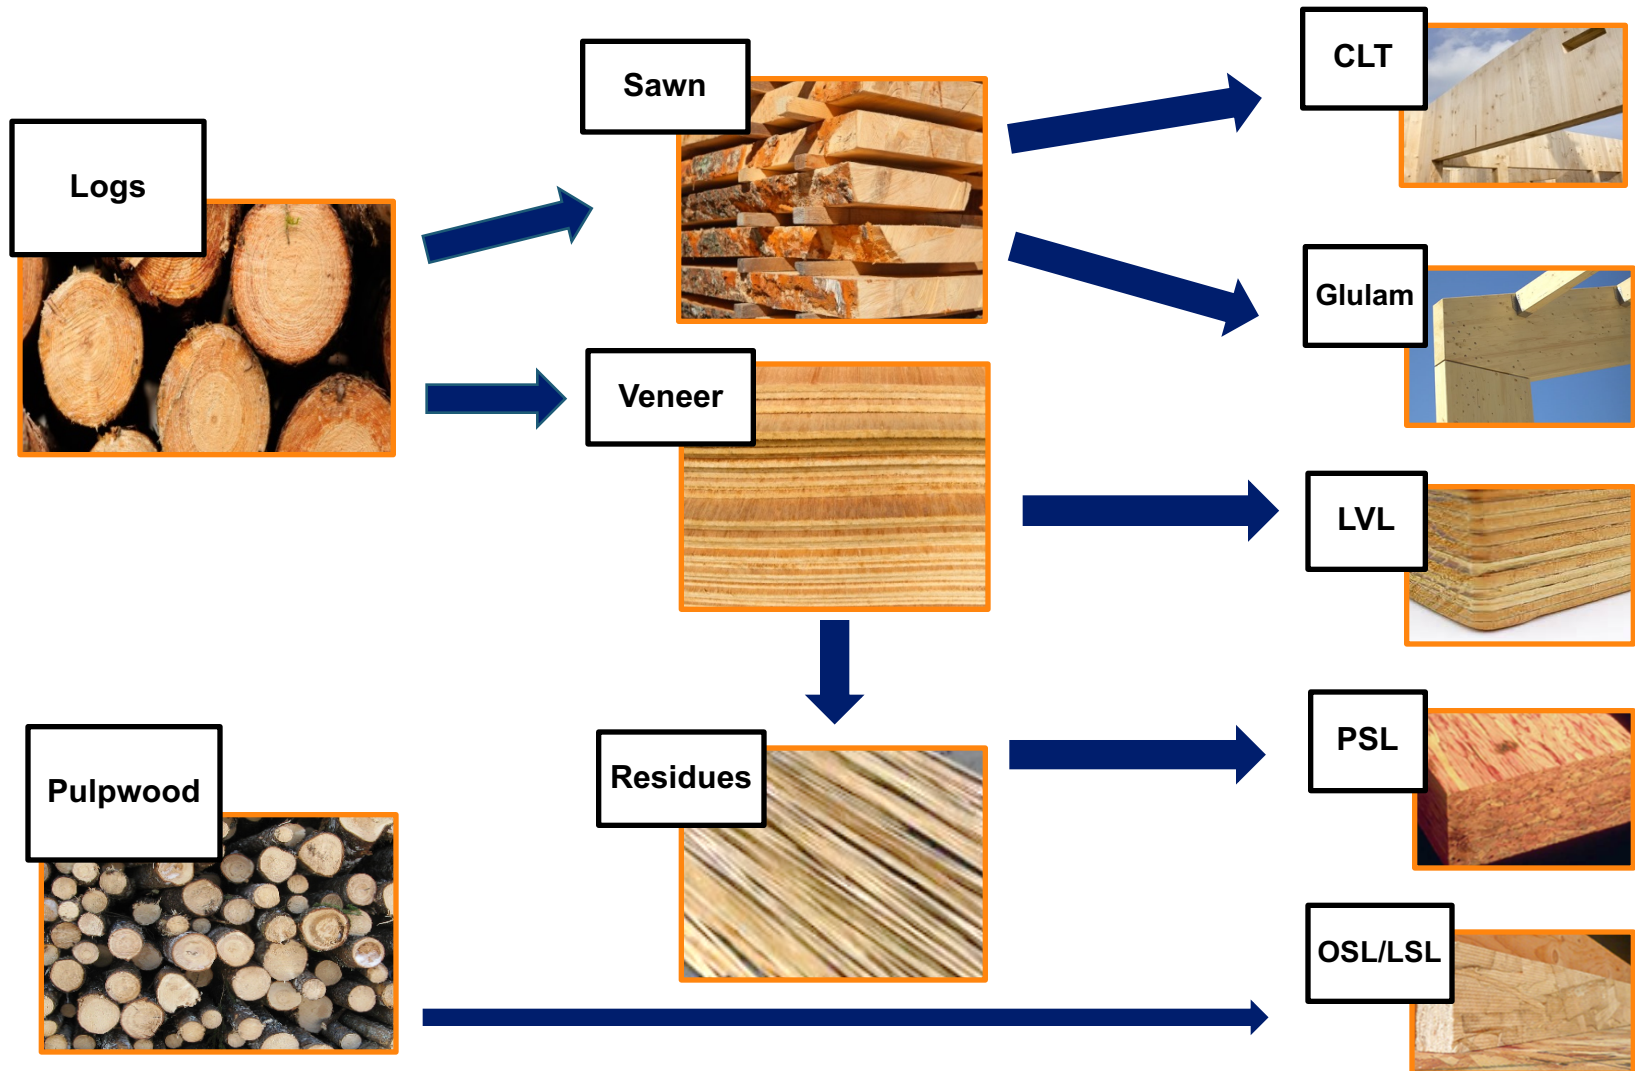 CLT
Sawn
Logs
Glulam
Veneer
LVL
PSL
Residues
Pulpwood
OSL/LSL